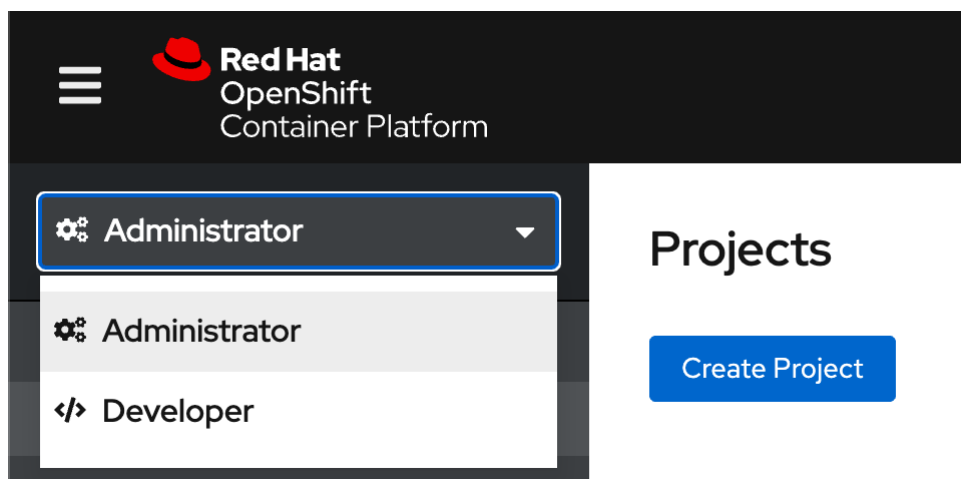 Red Hat
OpenShift
Container Platform
Administrator
Projects
Administrator
Create Project
</> Developer